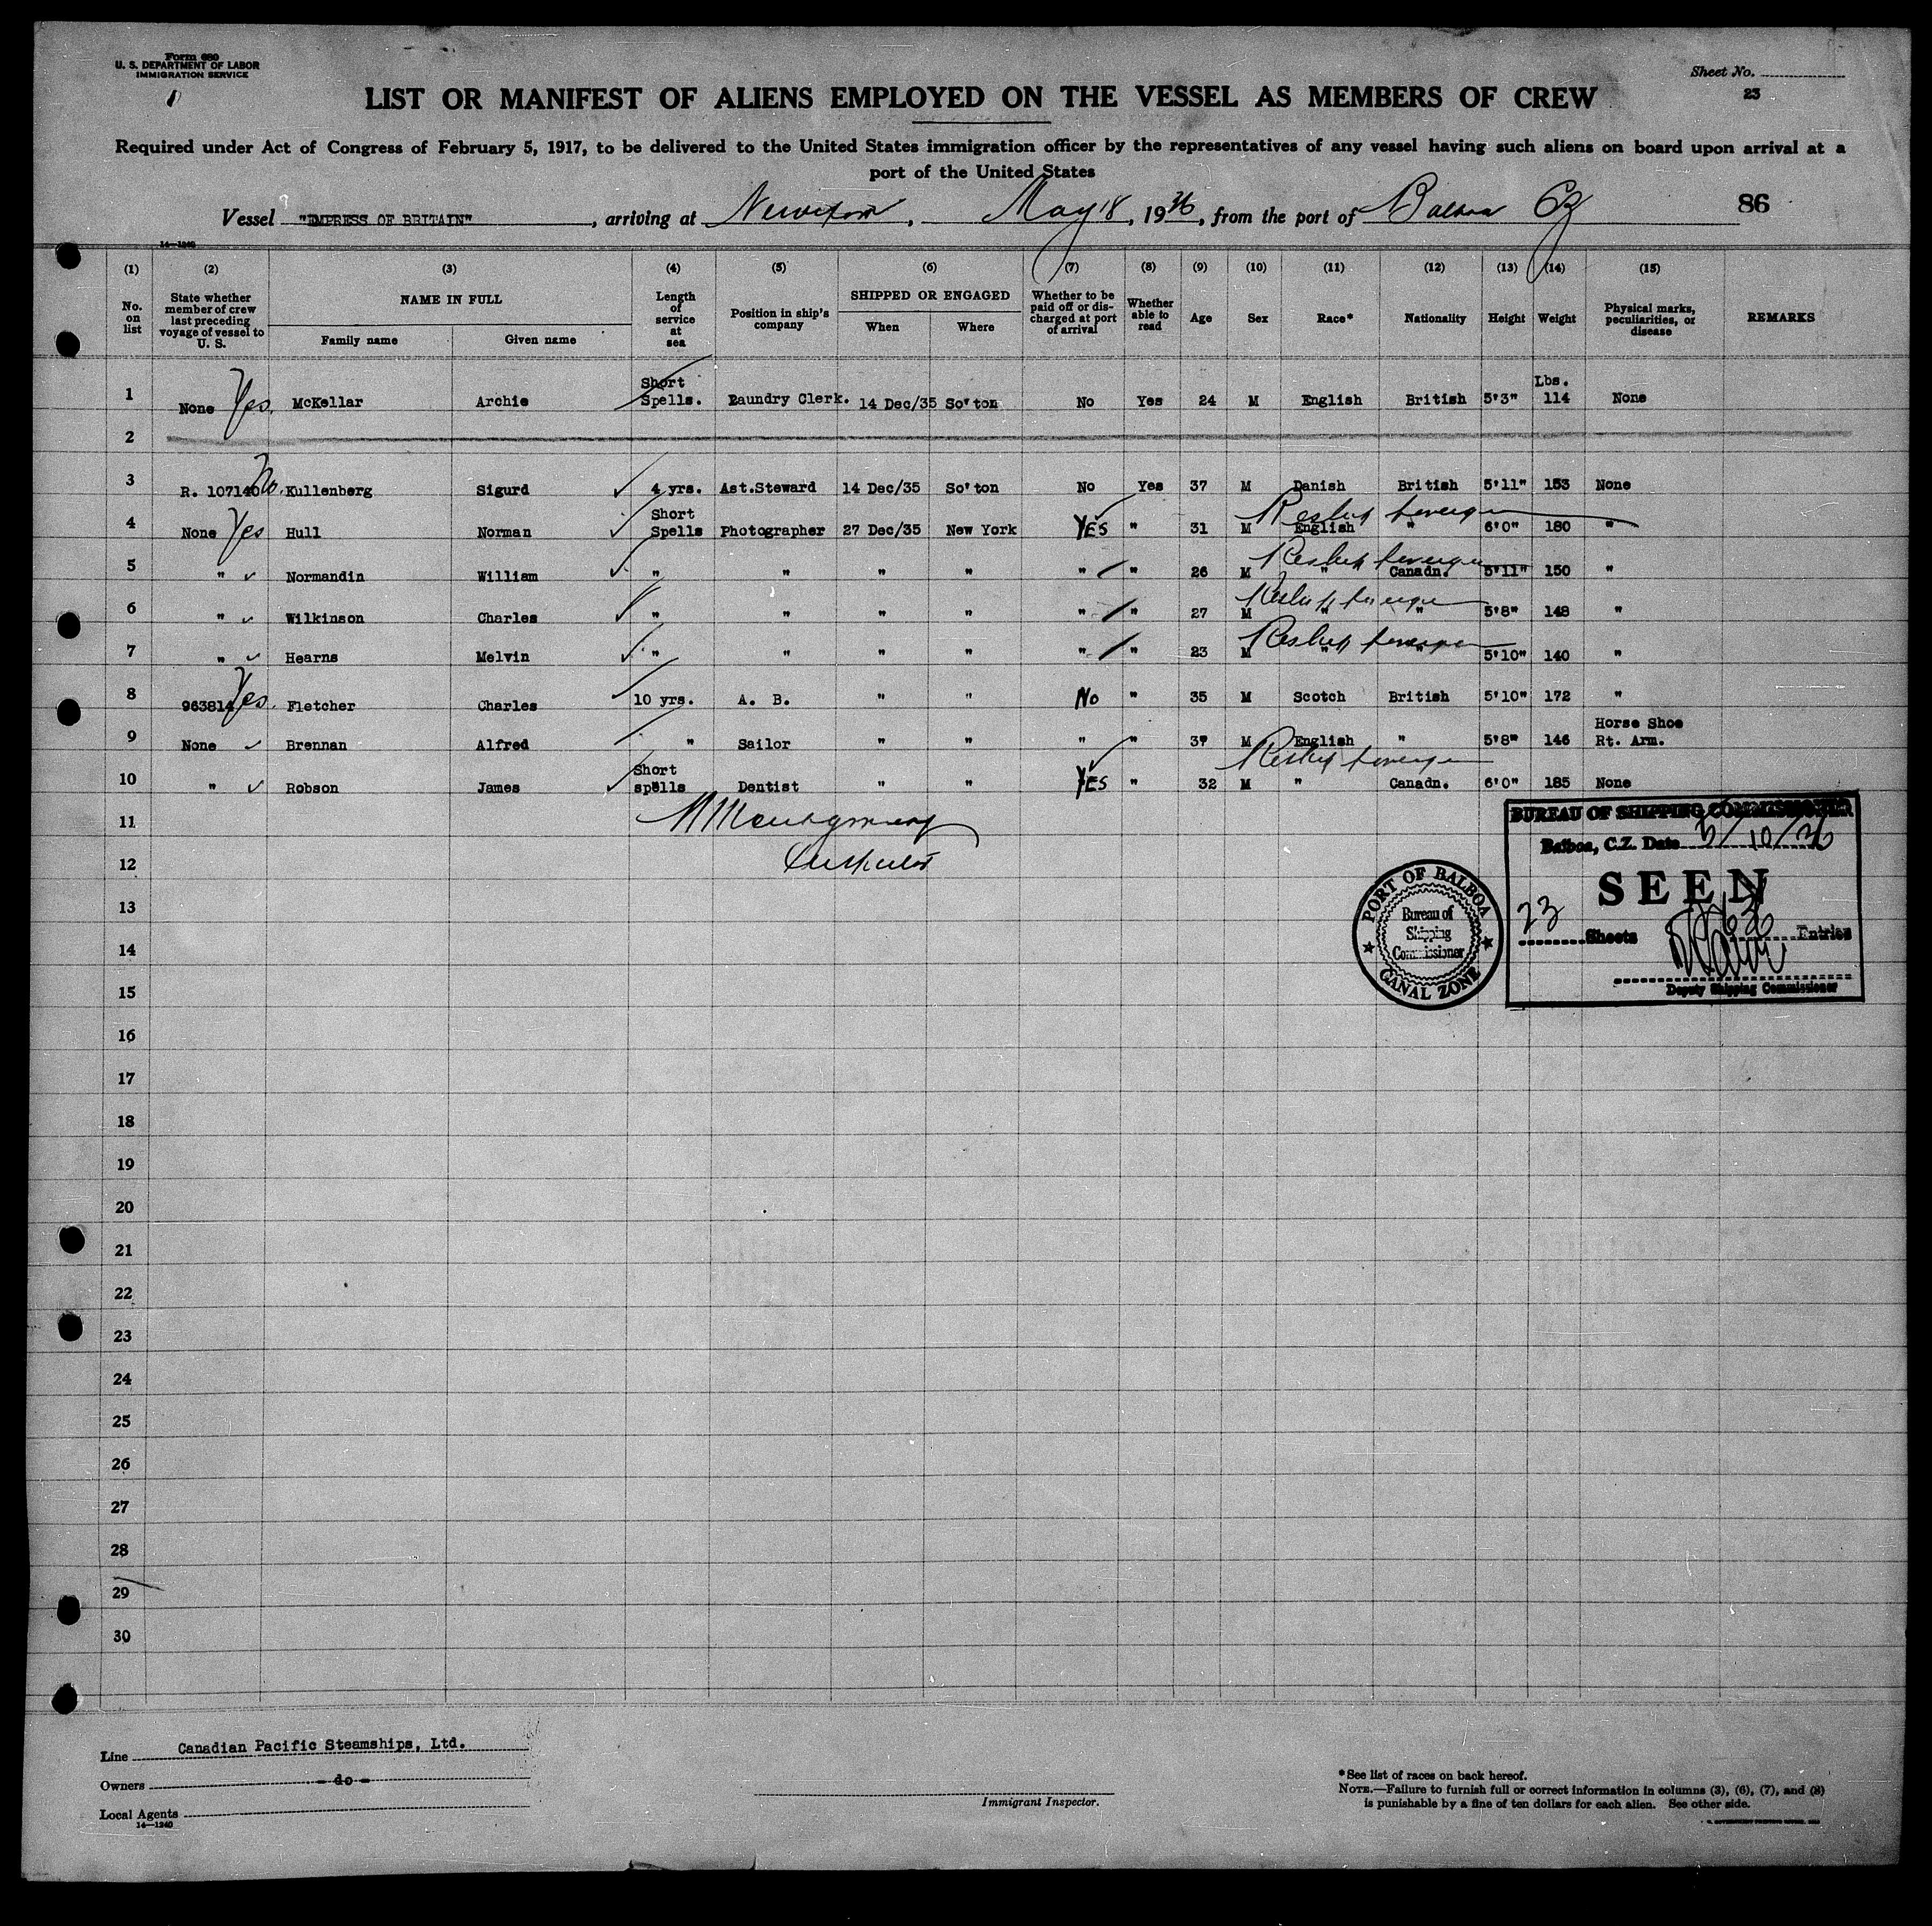 Form 680
U. S. DEPARTMENT OF LABOR
IMMIGRATION SERVICE
Sheet No.
23
LIST OR MANIFEST OF ALIENS EMPLOYED ON THE VESSEL AS MEMBERS OF CREW
Required under Act of Congress of February 5, 1917, to be delivered to the United States immigration officer by the representatives of any vessel having such aliens on board upon arrival at a
port of the United States
Vessel "EMPRESS OF BRITAIN", arriving at , May 18, 1936, from the port of Balboa CZ 86
14-1240
(1) (2) (3) (4) (5) (6) (7) (8) (9) (10) (11) (12) (13) (14) (15)
No. on list
State whether member of crew last preceding voyage of vessel to U. S.
NAME IN FULL
Family name Given name
Length of service at sea
Position in ship's company
SHIPPED OR ENGAGED
When Where
Whether to be paid off or discharged at port of arrival
Whether able to read
Age Sex Race* Nationality Height Weight
Physical marks, peculiarities, or disease
REMARKS
1 None Yes. McKellar Archie Short Spells. Laundry Clerk. 14 Dec/35 So'ton No Yes 24 M English British 5'3" Lbs. 114 None
2
3 R. 107140 No. Kullenberg Sigurd 4 yrs. Ast.Steward 14 Dec/35 So'ton No Yes 37 M Danish British 5'11" 153 None
4 None Yes Hull Norman Short Spells Photographer 27 Dec/35 New York YES " 31 M English " 6'0" 180 "
5 " Normandin William " " " " " " 26 M " Canadn. 5'11" 150 "
6 " Wilkinson Charles " " " " " " 27 M " " 5'8" 148 "
7 " Hearns Melvin " " " " " " 23 M " " 5'10" 140 "
8 963814 Yes. Fletcher Charles 10 yrs. A. B. " " No " 35 M Scotch British 5'10" 172 "
9 None Brennan Alfred " Sailor " " " " 37 M English " 5'8" 146 Horse Shoe Rt. Arm.
10 " Robson James Short spells Dentist " " YES " 32 M " Canadn. 6'0" 185 None
11
12
13
14
15
16
17
18
19
20
21
22
23
24
25
26
27
28
29
30
BUREAU OF SHIPPING COMMISSIONER
Balboa, C.Z. Date 5/10/36
SEEN
23 Sheets Entries
Deputy Shipping Commissioner
PORT OF BALBOA
Bureau of
Shipping
Commissioner
CANAL ZONE
Line Canadian Pacific Steamships, Ltd.
Owners - do -
Local Agents
14-1240
Immigrant Inspector.
*See list of races on back hereof.
NOTE.—Failure to furnish full or correct information in columns (3), (6), (7), and (8)
is punishable by a fine of ten dollars for each alien. See other side.